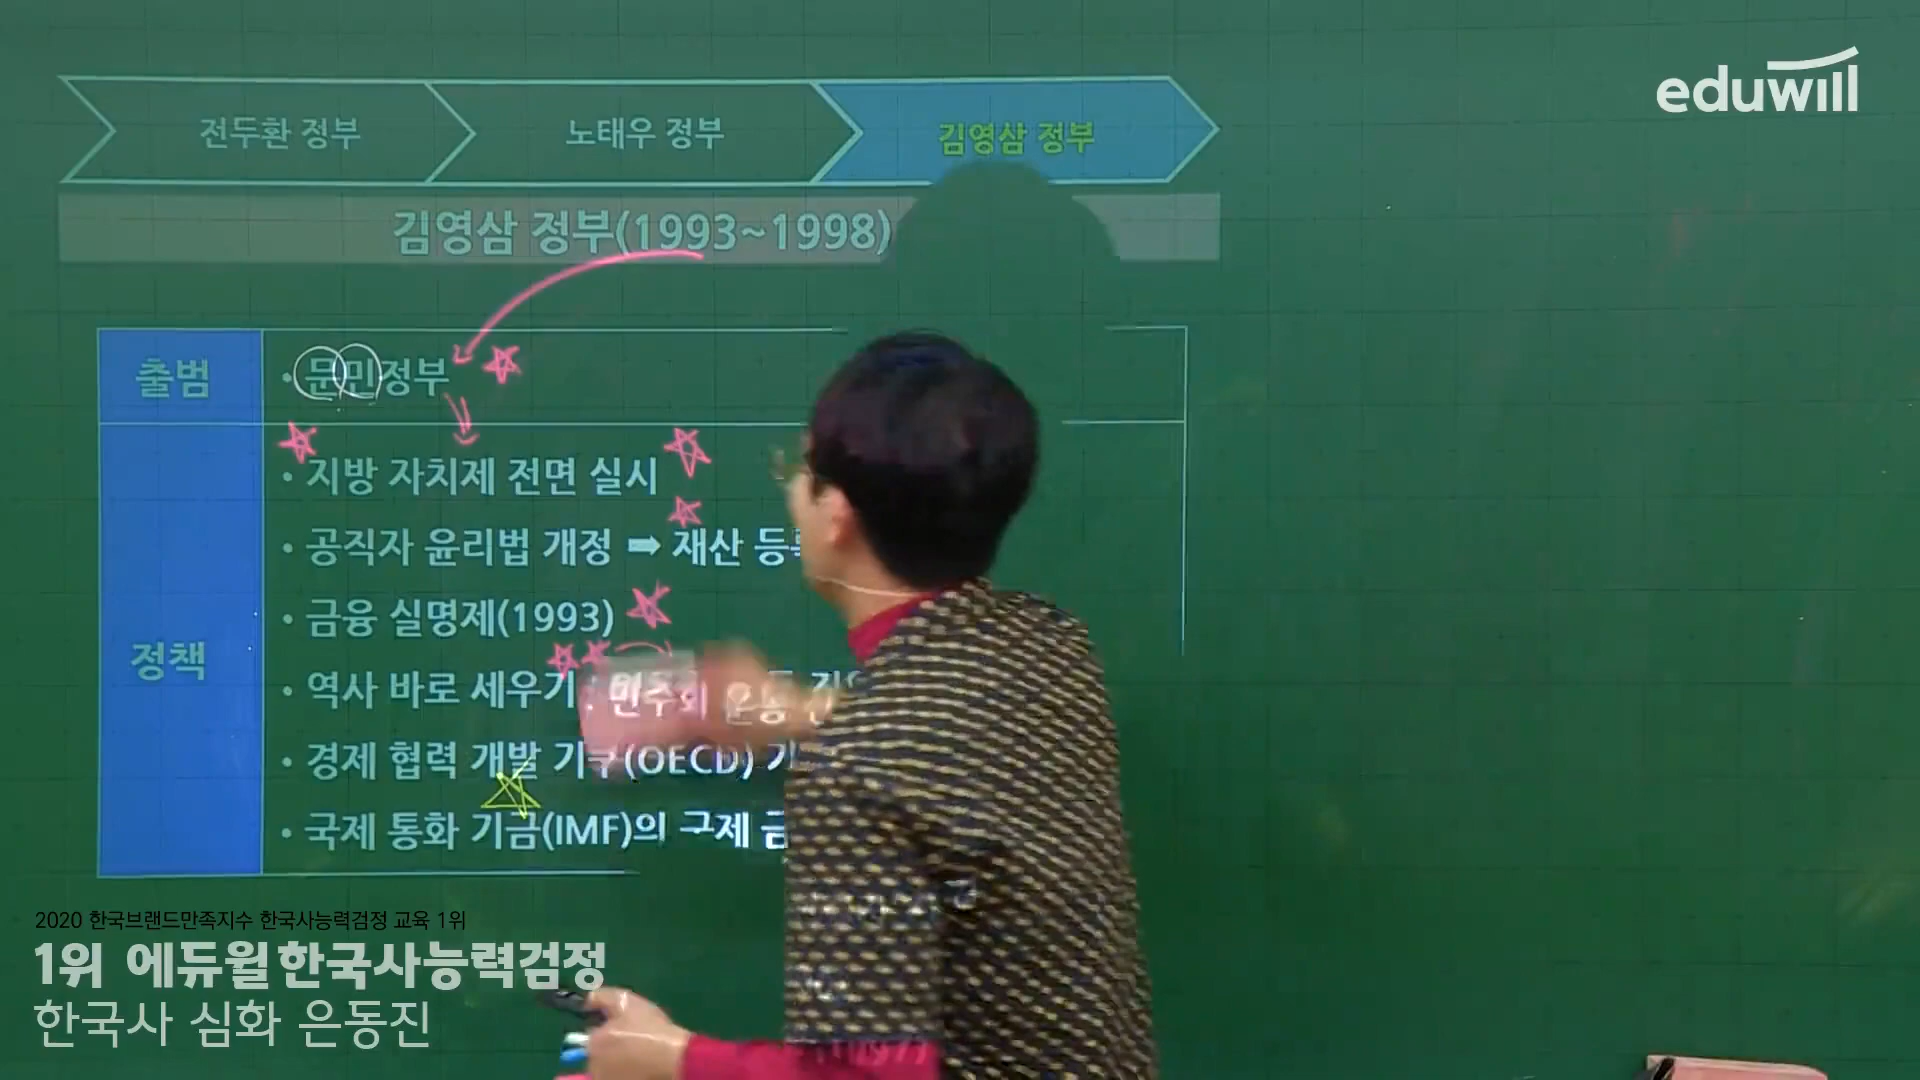 eduwill
전두환 정부
노태우 정부
김영삼 정부
김영삼 정부(1993~1998)
출범
• 문민정부
정책
• 지방 자치제 전면 실시
• 공직자 윤리법 개정 ➡ 재산
• 금융 실명제(1993)
• 역사 바로 세우기 :
• 경제 협력 개발 기구(OECD)
• 국제 통화 기금(IMF)의 구제
2020 한국브랜드만족지수 한국사능력검정 교육 1위
1위 에듀윌 한국사능력검정
한국사 심화 은동진